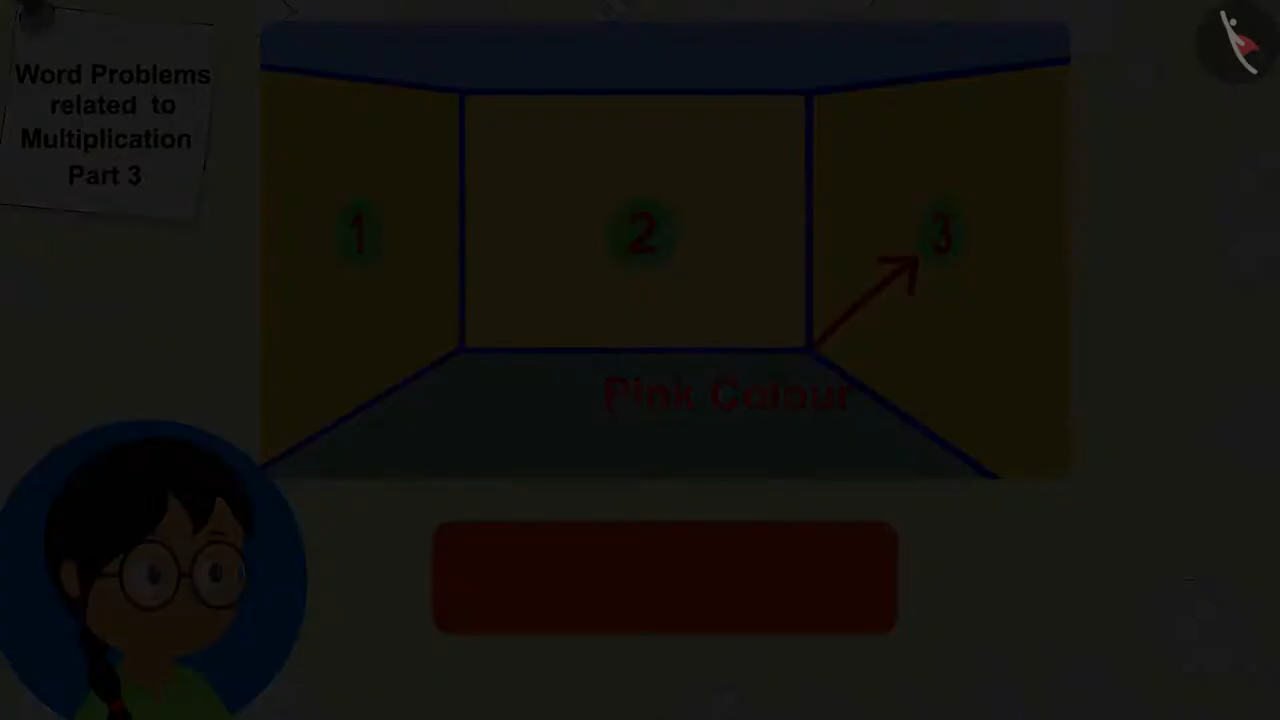 Word Problems
related to
Multiplication
Part 3
1
2
3
Pink Colour